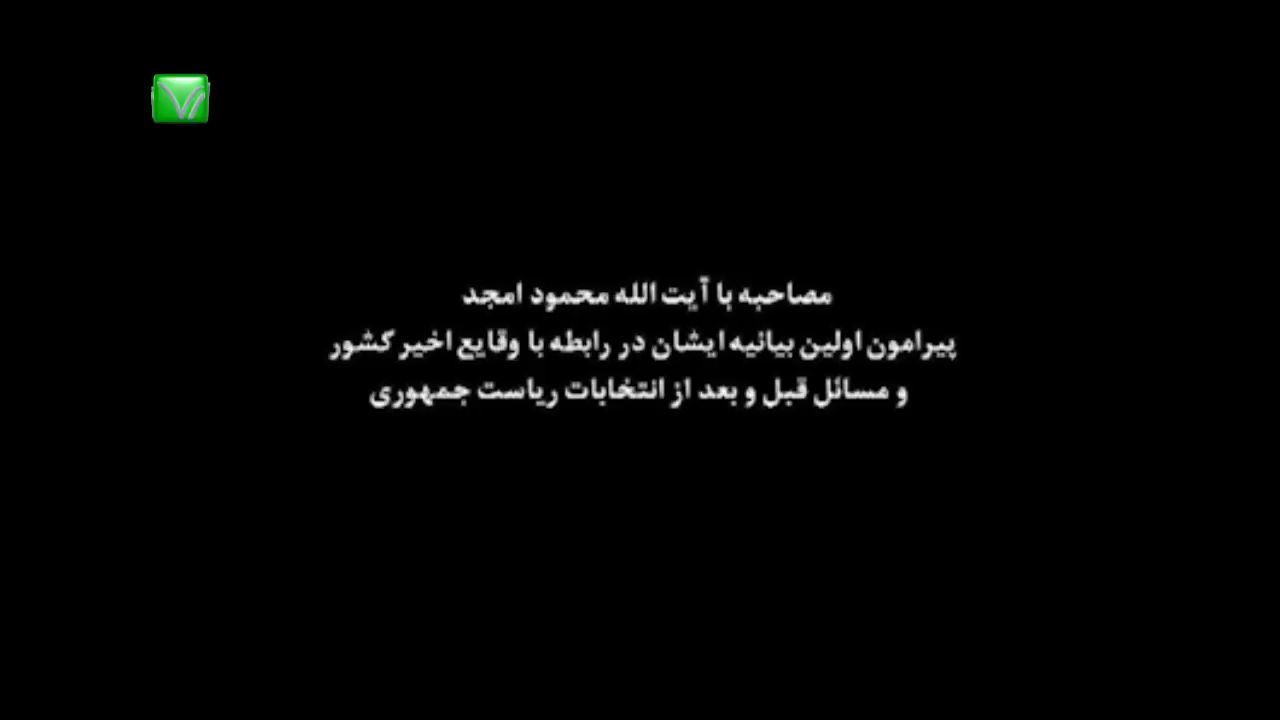 مصاحبه با آیت الله محمود امجد
پیرامون اولین بیانیه ایشان در رابطه با وقایع اخیر کشور
و مسائل قبل و بعد از انتخابات ریاست جمهوری